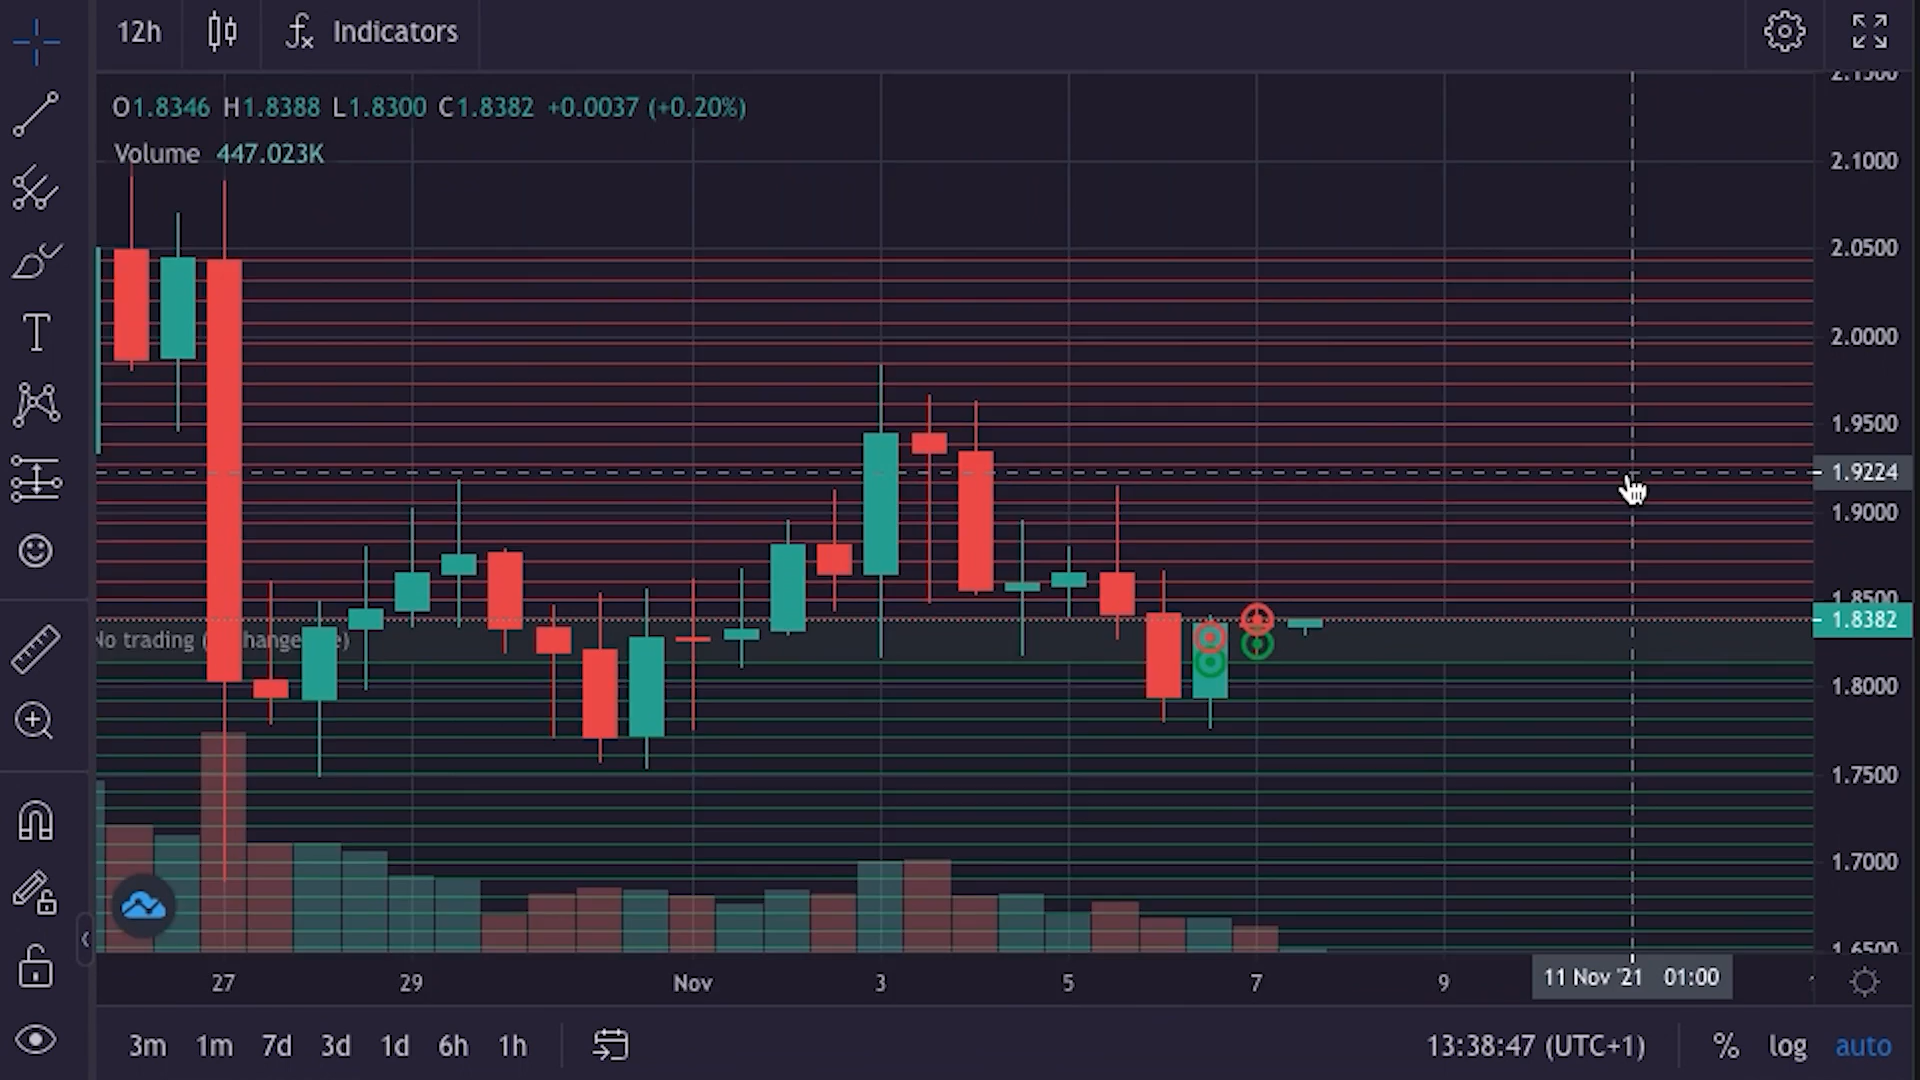 12h Indicators
O1.8346 H1.8388 L1.8300 C1.8382 +0.0037 (+0.20%)
Volume 447.023K
2.1500
2.1000
2.0500
2.0000
1.9500
1.9224
1.9000
1.8500
1.8382
No trading (
1.8000
1.7500
1.7000
1.6500
27 29 Nov 3 5 7 9 11 Nov '21 01:00
3m 1m 7d 3d 1d 6h 1h 13:38:47 (UTC+1) % log auto